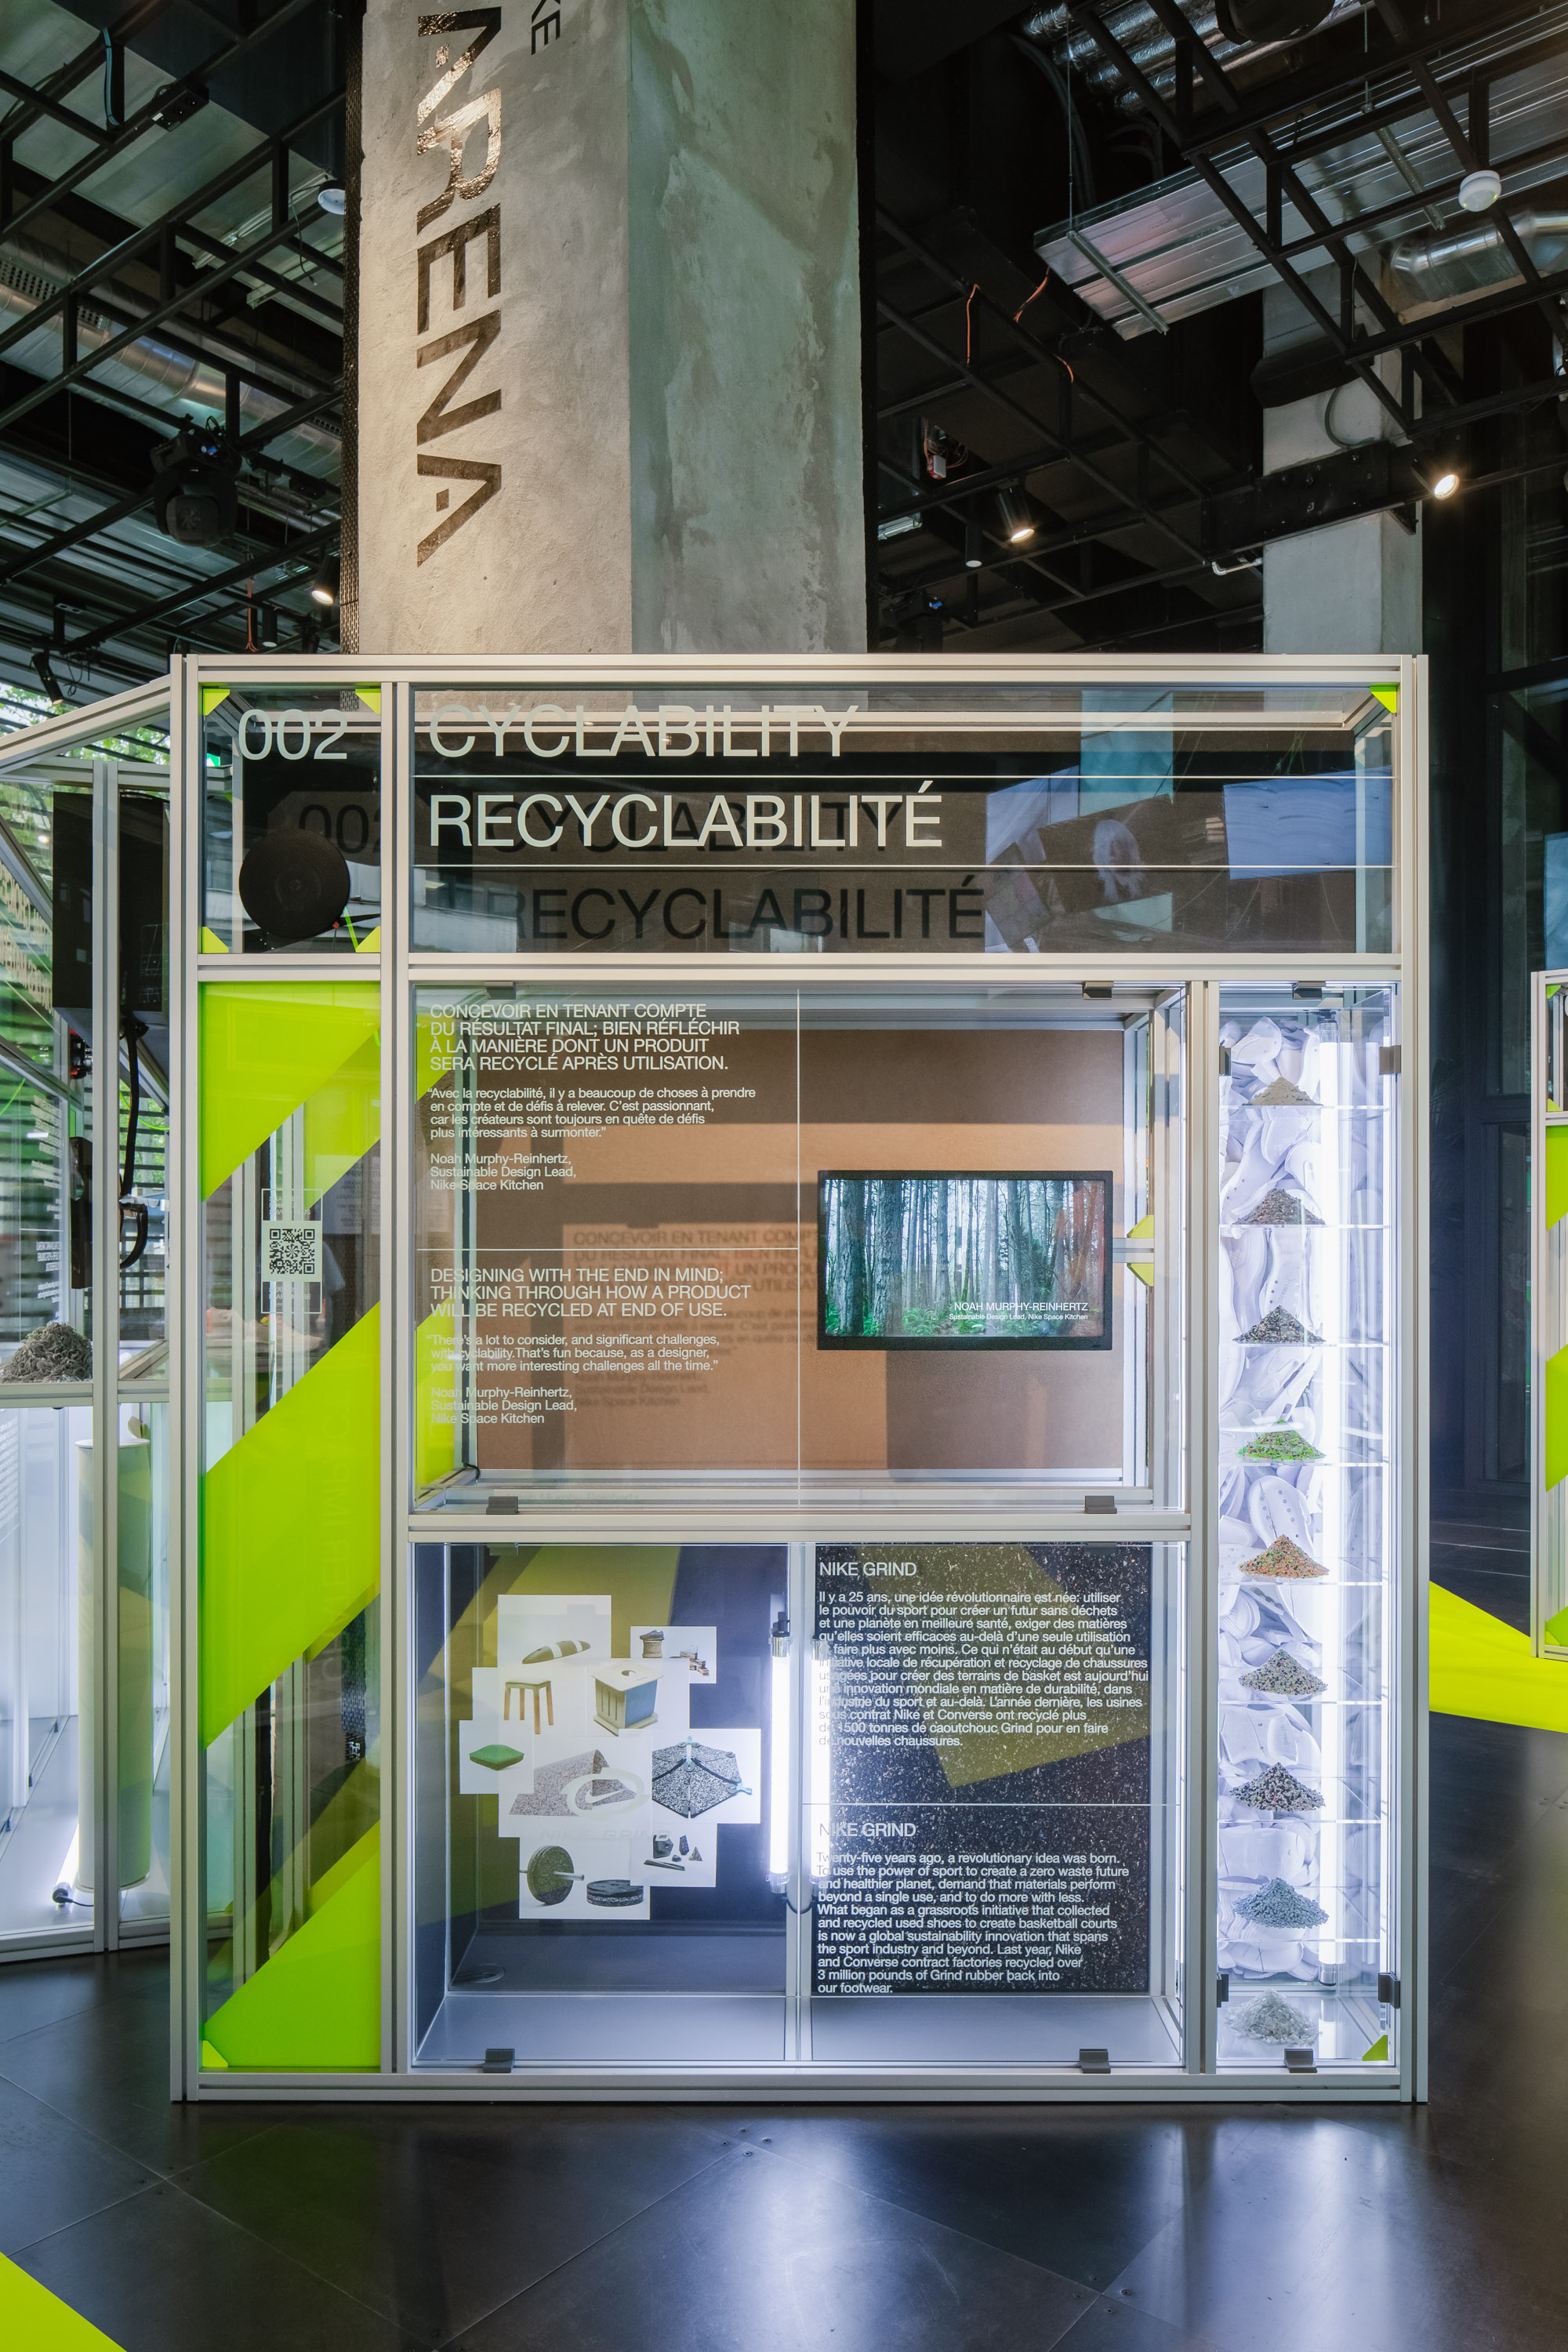 KE
ARENA
002
CYCLABILITY
RECYCLABILITÉ
CONCEVOIR EN TENANT COMPTE
DU RÉSULTAT FINAL; BIEN RÉFLÉCHIR
À LA MANIÈRE DONT UN PRODUIT
SERA RECYCLÉ APRÈS UTILISATION.
“Avec la recyclabilité, il y a beaucoup de choses à prendre
en compte et de défis à relever. C’est passionnant,
car les créateurs sont toujours en quête de défis
plus intéressants à surmonter.”
Noah Murphy-Reinhertz,
Sustainable Design Lead,
Nike Space Kitchen
DESIGNING WITH THE END IN MIND;
THINKING THROUGH HOW A PRODUCT
WILL BE RECYCLED AT END OF USE.
“There’s a lot to consider, and significant challenges,
with cyclability.That’s fun because, as a designer,
you want more interesting challenges all the time.”
Noah Murphy-Reinhertz,
Sustainable Design Lead,
Nike Space Kitchen
NOAH MURPHY-REINHERTZ
Sustainable Design Lead, Nike Space Kitchen
NIKE GRIND
Il y a 25 ans, une idée révolutionnaire est née: utiliser
le pouvoir du sport pour créer un futur sans déchets
et une planète en meilleure santé, exiger des matières
qu’elles soient efficaces au-delà d’une seule utilisation
et faire plus avec moins. Ce qui n’était au début qu’une
initiative locale de récupération et recyclage de chaussures
usagées pour créer des terrains de basket est aujourd’hui
une innovation mondiale en matière de durabilité, dans
l’industrie du sport et au-delà. L’année dernière, les usines
sous contrat Nike et Converse ont recyclé plus
de 1500 tonnes de caoutchouc Grind pour en faire
de nouvelles chaussures.
NIKE GRIND
Twenty-five years ago, a revolutionary idea was born.
To use the power of sport to create a zero waste future
and healthier planet, demand that materials perform
beyond a single use, and to do more with less.
What began as a grassroots initiative that collected
and recycled used shoes to create basketball courts
is now a global sustainability innovation that spans
the sport industry and beyond. Last year, Nike
and Converse contract factories recycled over
3 million pounds of Grind rubber back into
our footwear.